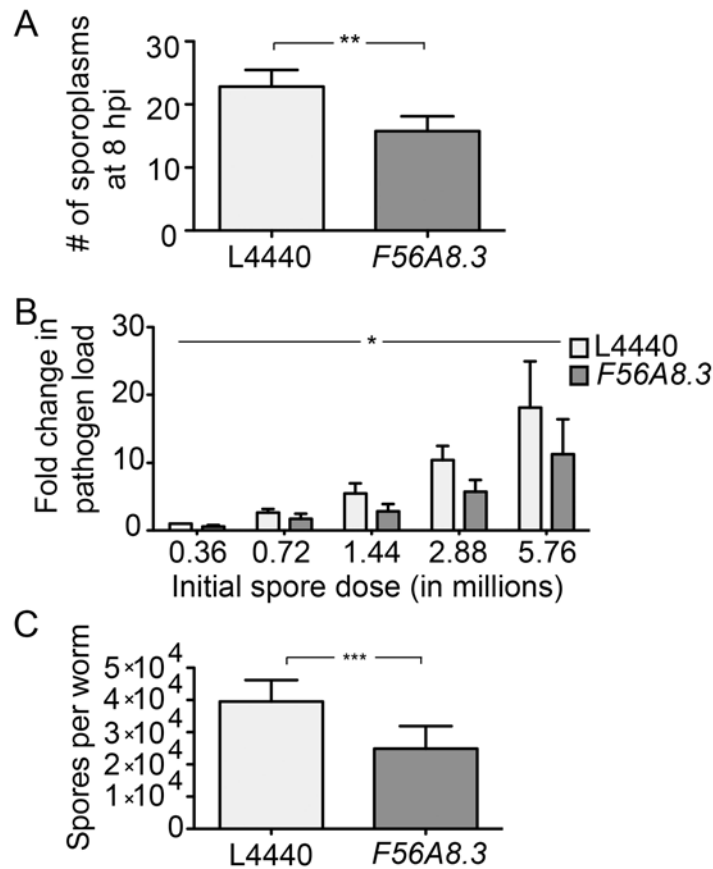 A
# of sporoplasms
at 8 hpi
30
20
10
0
**
L4440
F56A8.3
B
Fold change in
pathogen load
30
20
10
0
*
L4440
F56A8.3
0.36 0.72 1.44 2.88 5.76
Initial spore dose (in millions)
C
Spores per worm
5×10⁴
4×10⁴
3×10⁴
2×10⁴
1×10⁴
0
***
L4440
F56A8.3